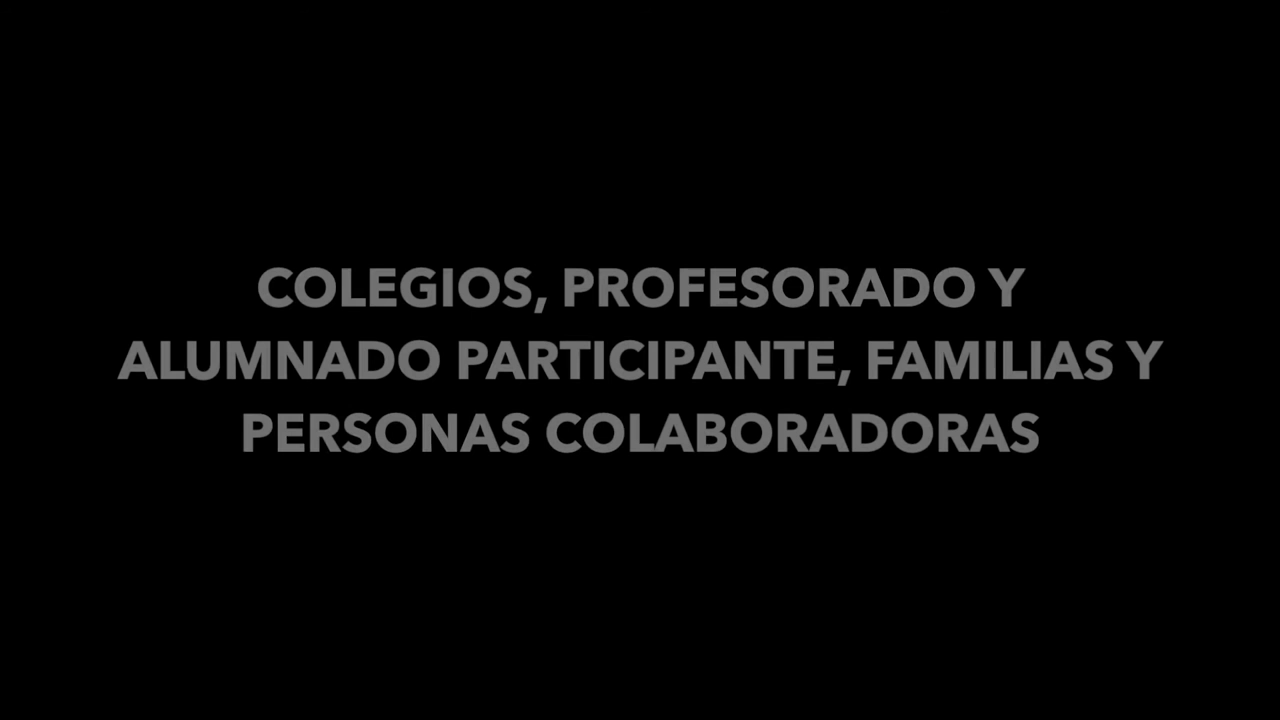 COLEGIOS, PROFESORADO Y
ALUMNADO PARTICIPANTE, FAMILIAS Y
PERSONAS COLABORADORAS